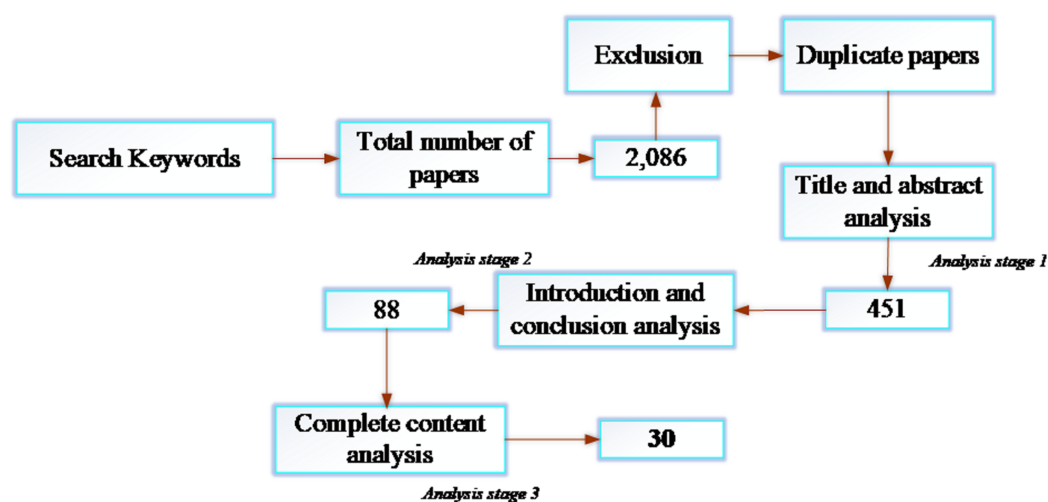 Search Keywords
Total number of
papers
2,086
Exclusion
Duplicate papers
Title and abstract
analysis
Analysis stage 1
451
Analysis stage 2
Introduction and
conclusion analysis
88
Complete content
analysis
Analysis stage 3
30